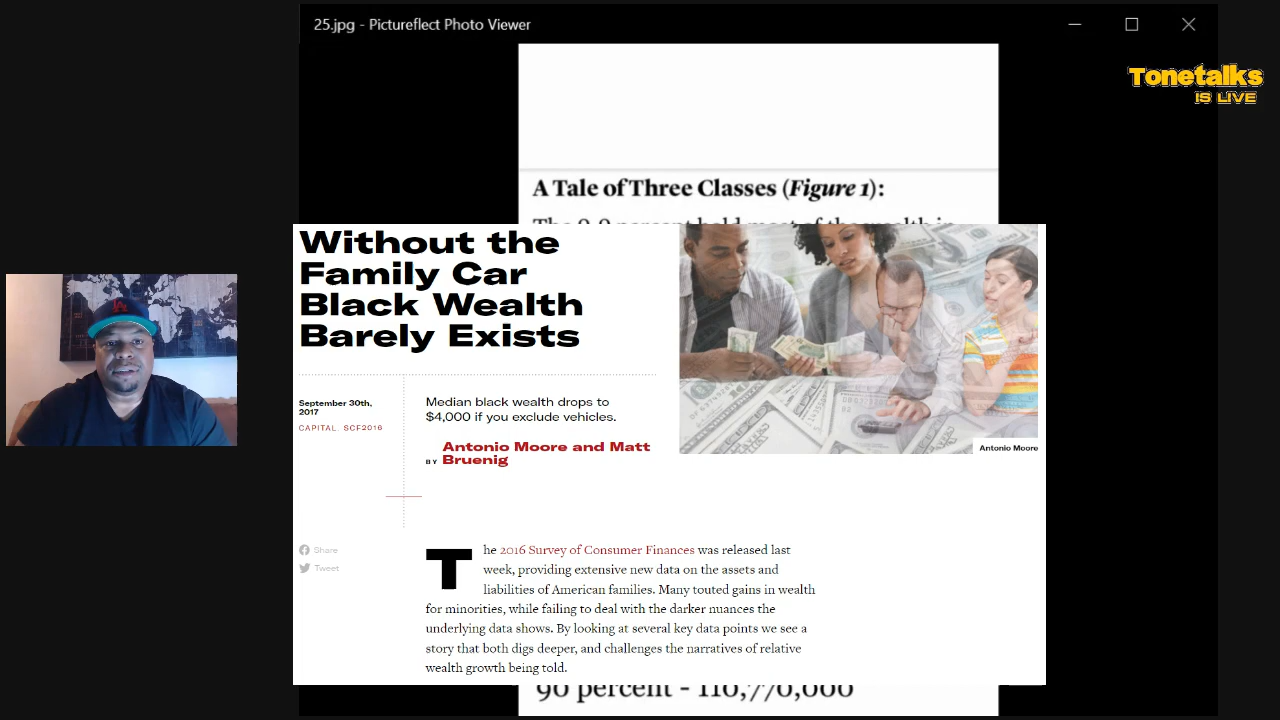 25.jpg - Pictureflect Photo Viewer
Tonetalks
IS LIVE
A Tale of Three Classes (Figure 1):
Without the
Family Car
Black Wealth
Barely Exists
September 30th,
2017
CAPITAL SCF2016
Median black wealth drops to
$4,000 if you exclude vehicles.
BY Antonio Moore and Matt
Bruenig
Antonio Moore
Share
Tweet
The 2016 Survey of Consumer Finances was released last
week, providing extensive new data on the assets and
liabilities of American families. Many touted gains in wealth
for minorities, while failing to deal with the darker nuances the
underlying data shows. By looking at several key data points we see a
story that both digs deeper, and challenges the narratives of relative
wealth growth being told.
90 percent - 110,770,000